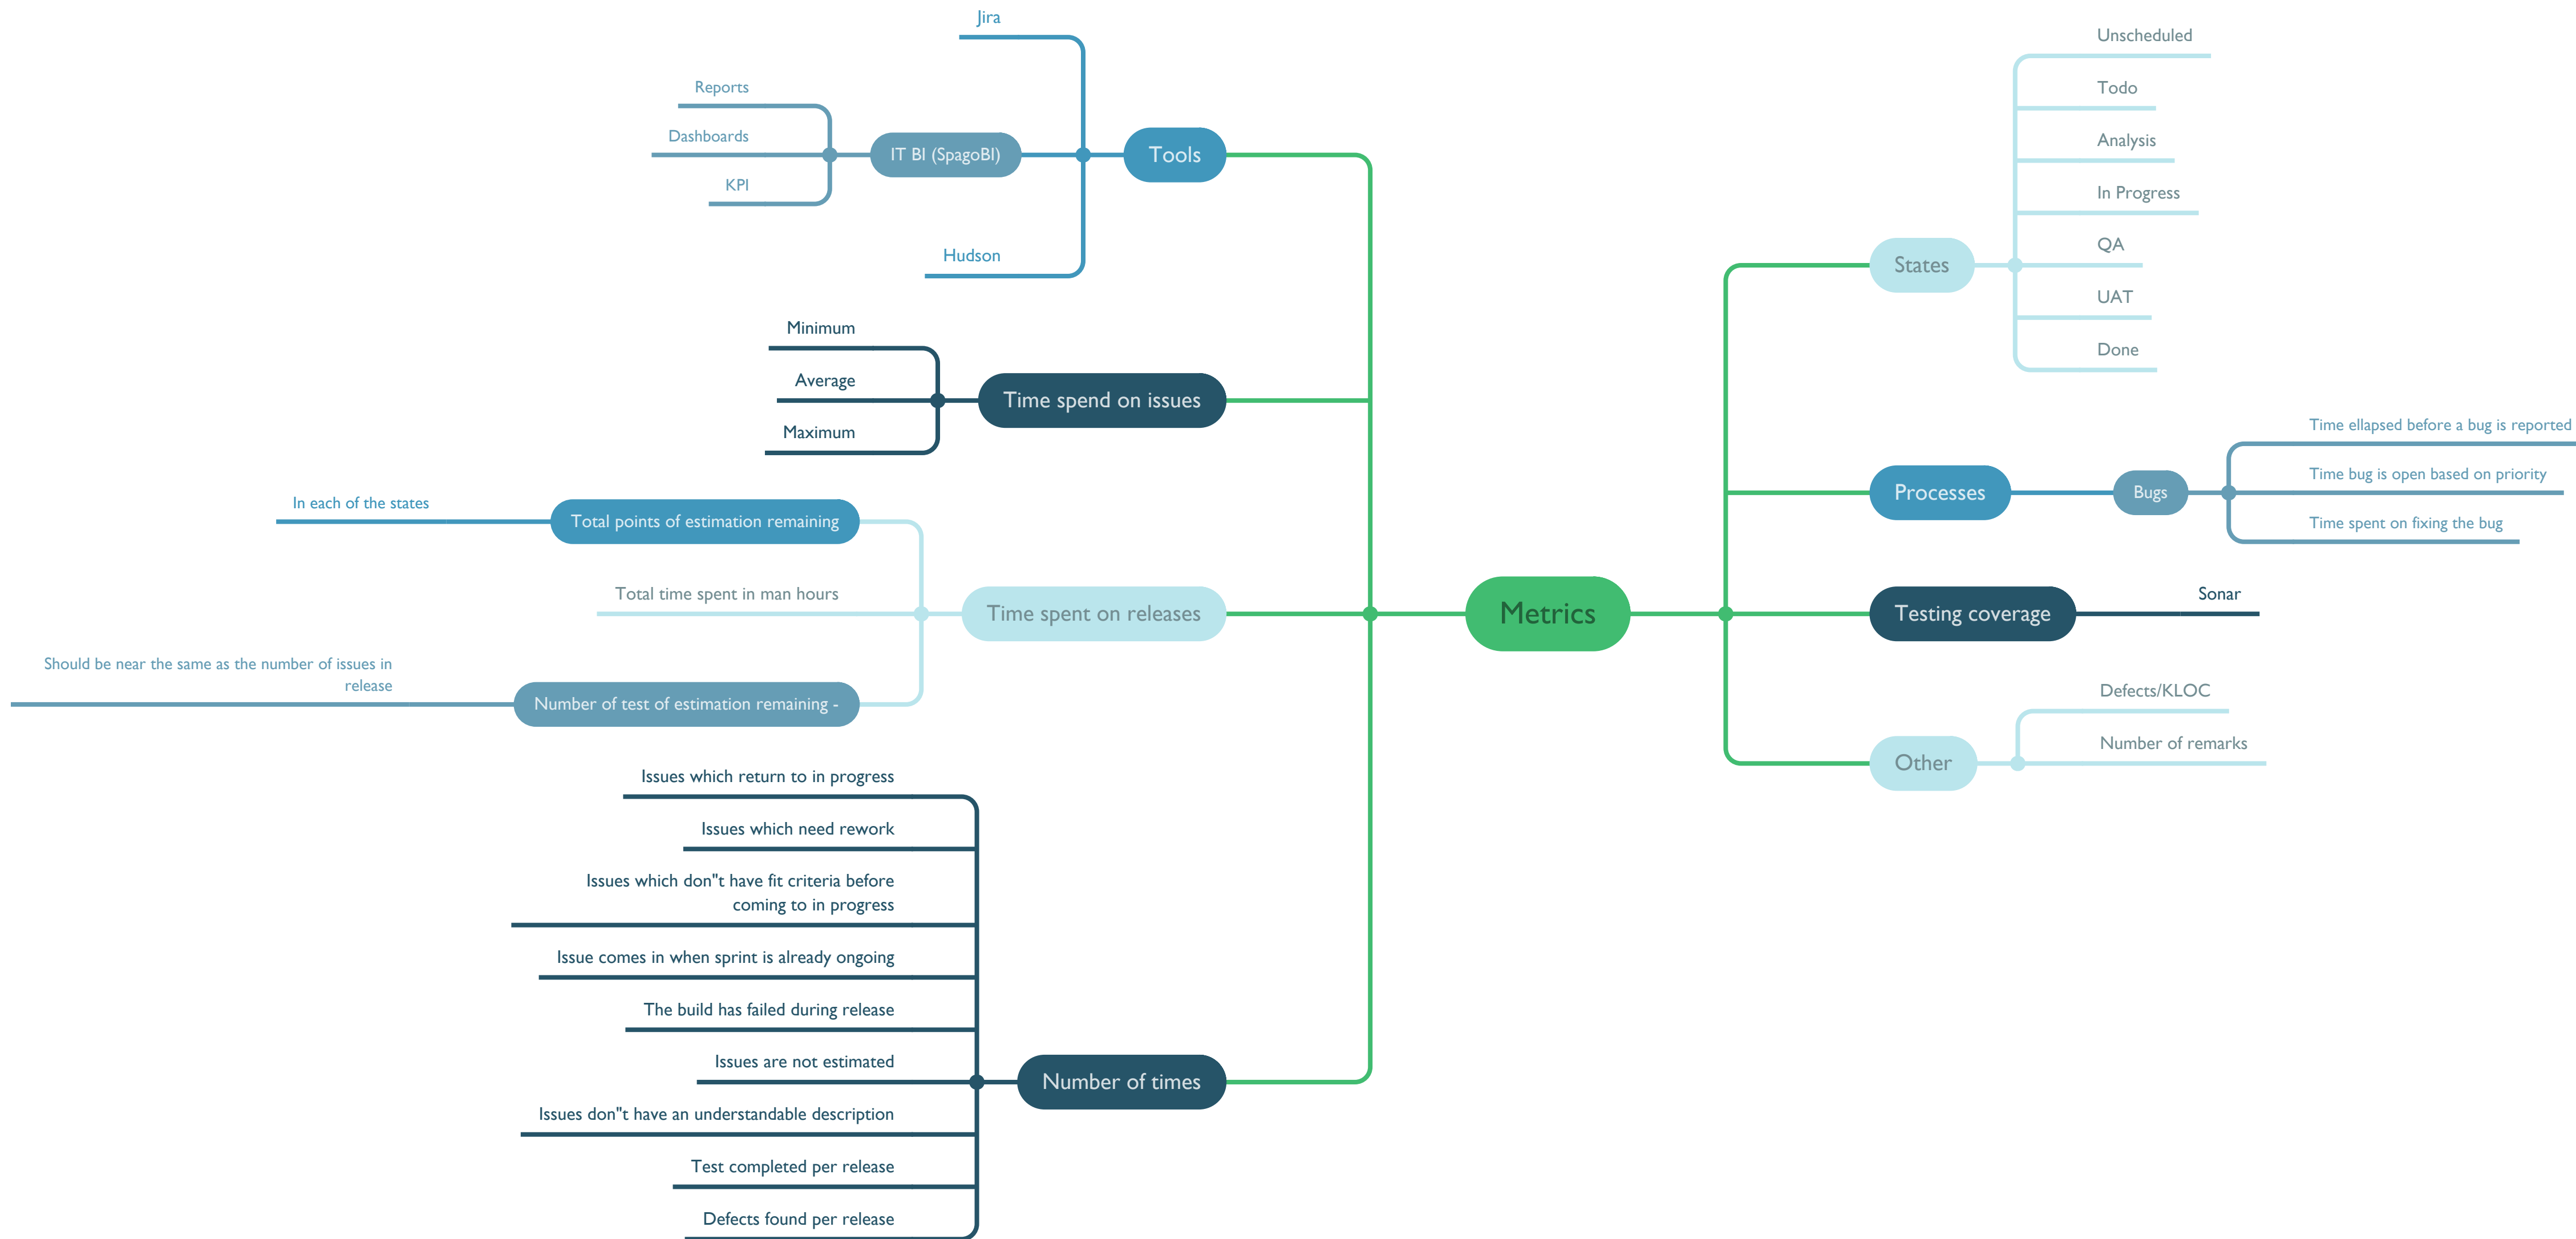 Jira
Reports
Dashboards
KPI
IT BI (SpagoBI)
Hudson
Tools
Minimum
Average
Maximum
Time spend on issues
In each of the states
Total points of estimation remaining
Total time spent in man hours
Should be near the same as the number of issues in
release
Number of test of estimation remaining -
Time spent on releases
Issues which return to in progress
Issues which need rework
Issues which don"t have fit criteria before
coming to in progress
Issue comes in when sprint is already ongoing
The build has failed during release
Issues are not estimated
Issues don"t have an understandable description
Test completed per release
Defects found per release
Number of times
Metrics
States
Unscheduled
Todo
Analysis
In Progress
QA
UAT
Done
Processes
Bugs
Time ellapsed before a bug is reported
Time bug is open based on priority
Time spent on fixing the bug
Testing coverage
Sonar
Other
Defects/KLOC
Number of remarks